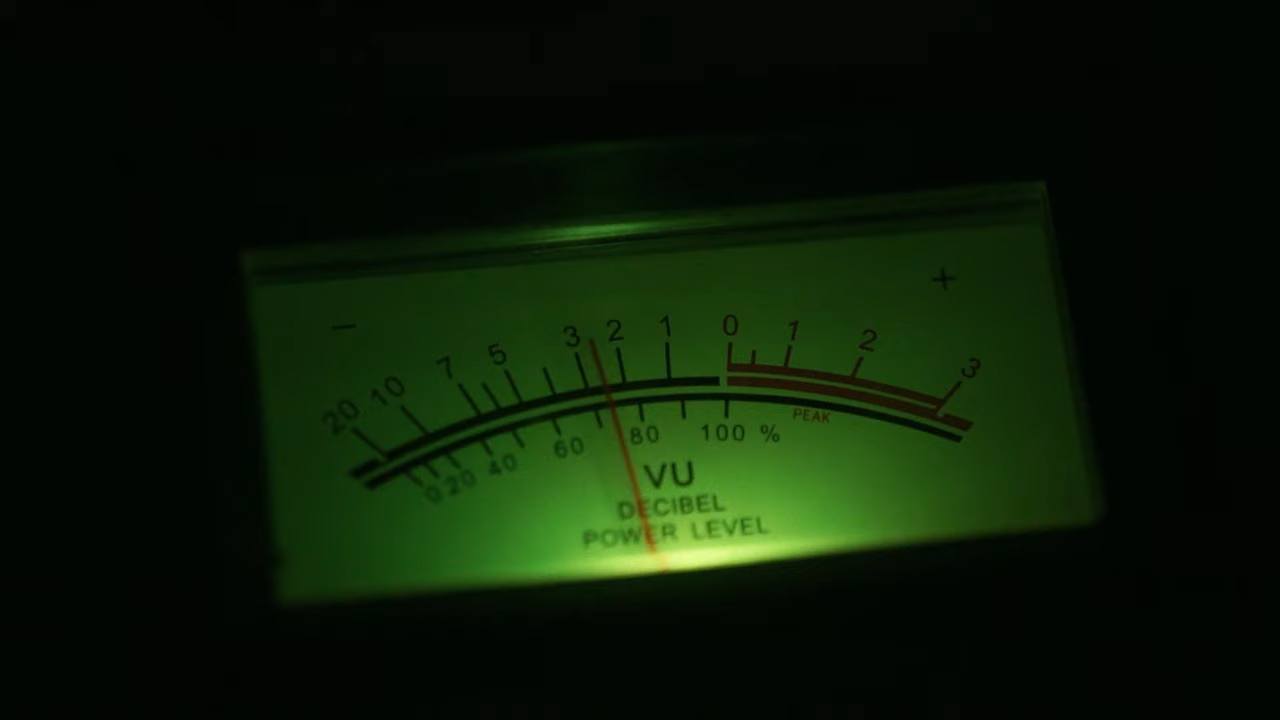 − +
20 10 7 5 3 2 1 0 1 2 3
0 20 40 60 80 100 %
PEAK
VU
DECIBEL
POWER LEVEL